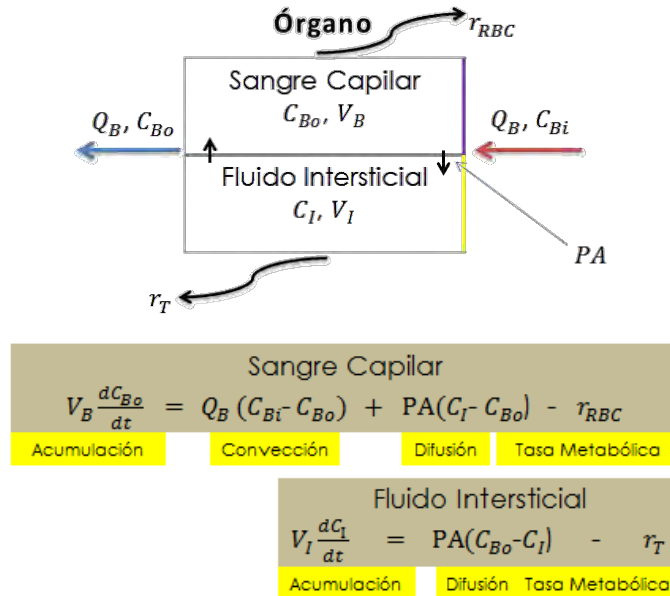 Órgano
r_RBC
Sangre Capilar
C_Bo, V_B
Q_B, C_Bo
Q_B, C_Bi
Fluido Intersticial
C_I, V_I
PA
r_T
Sangre Capilar
V_B dC_Bo/dt = Q_B (C_Bi- C_Bo) + PA(C_I- C_Bo) - r_RBC
Acumulación Convección Difusión Tasa Metabólica
Fluido Intersticial
V_I dC_I/dt = PA(C_Bo-C_I) - r_T
Acumulación Difusión Tasa Metabólica